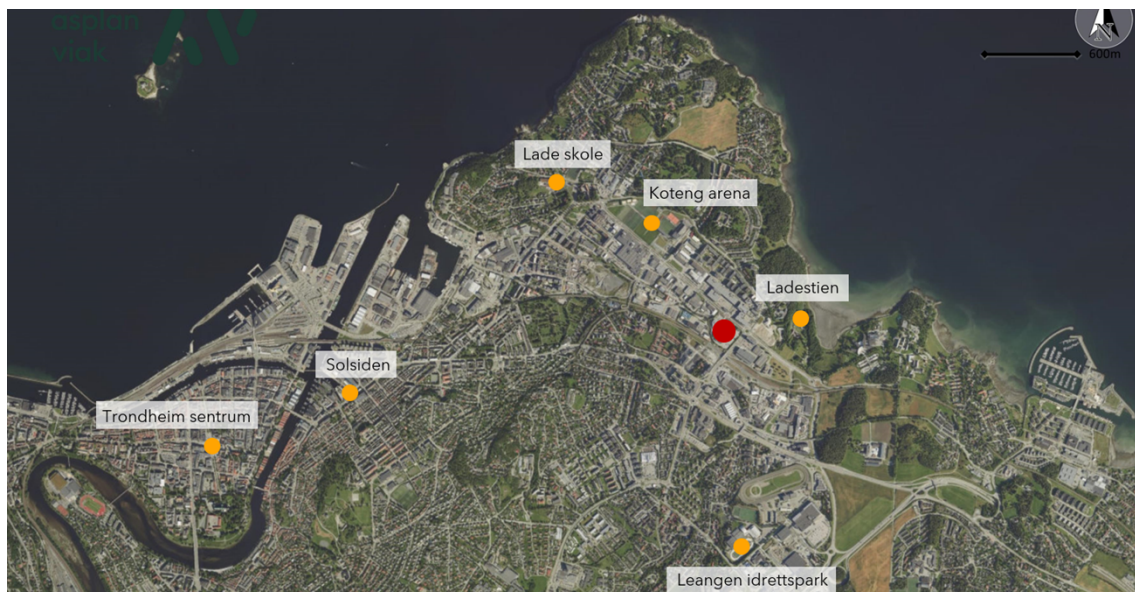 asplan
viak
N
600m
Lade skole
Koteng arena
Ladestien
Solsiden
Trondheim sentrum
Leangen idrettspark